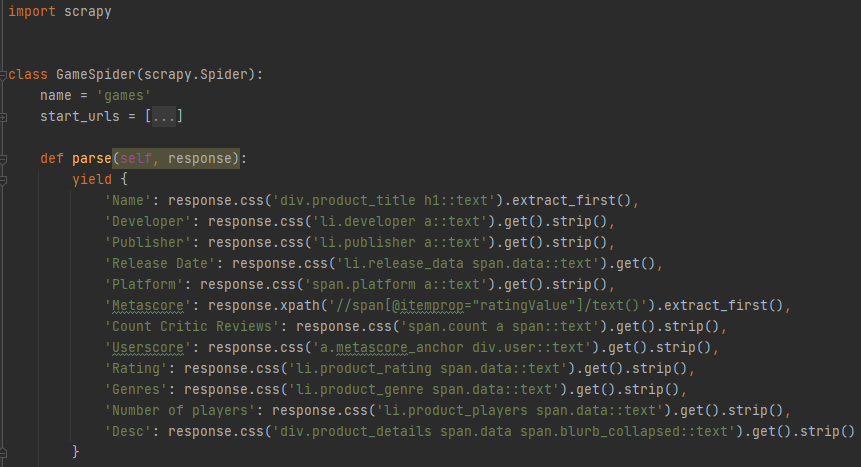 import scrapy
class GameSpider(scrapy.Spider):
    name = 'games'
    start_urls = [...]
    def parse(self, response):
        yield {
            'Name': response.css('div.product_title h1::text').extract_first(),
            'Developer': response.css('li.developer a::text').get().strip(),
            'Publisher': response.css('li.publisher a::text').get().strip(),
            'Release Date': response.css('li.release_data span.data::text').get(),
            'Platform': response.css('span.platform a::text').get().strip(),
            'Metascore': response.xpath('//span[@itemprop="ratingValue"]/text()').extract_first(),
            'Count Critic Reviews': response.css('span.count a span::text').get().strip(),
            'Userscore': response.css('a.metascore_anchor div.user::text').get().strip(),
            'Rating': response.css('li.product_rating span.data::text').get().strip(),
            'Genres': response.css('li.product_genre span.data::text').get().strip(),
            'Number of players': response.css('li.product_players span.data::text').get().strip(),
            'Desc': response.css('div.product_details span.data span.blurb_collapsed::text').get().strip()
        }